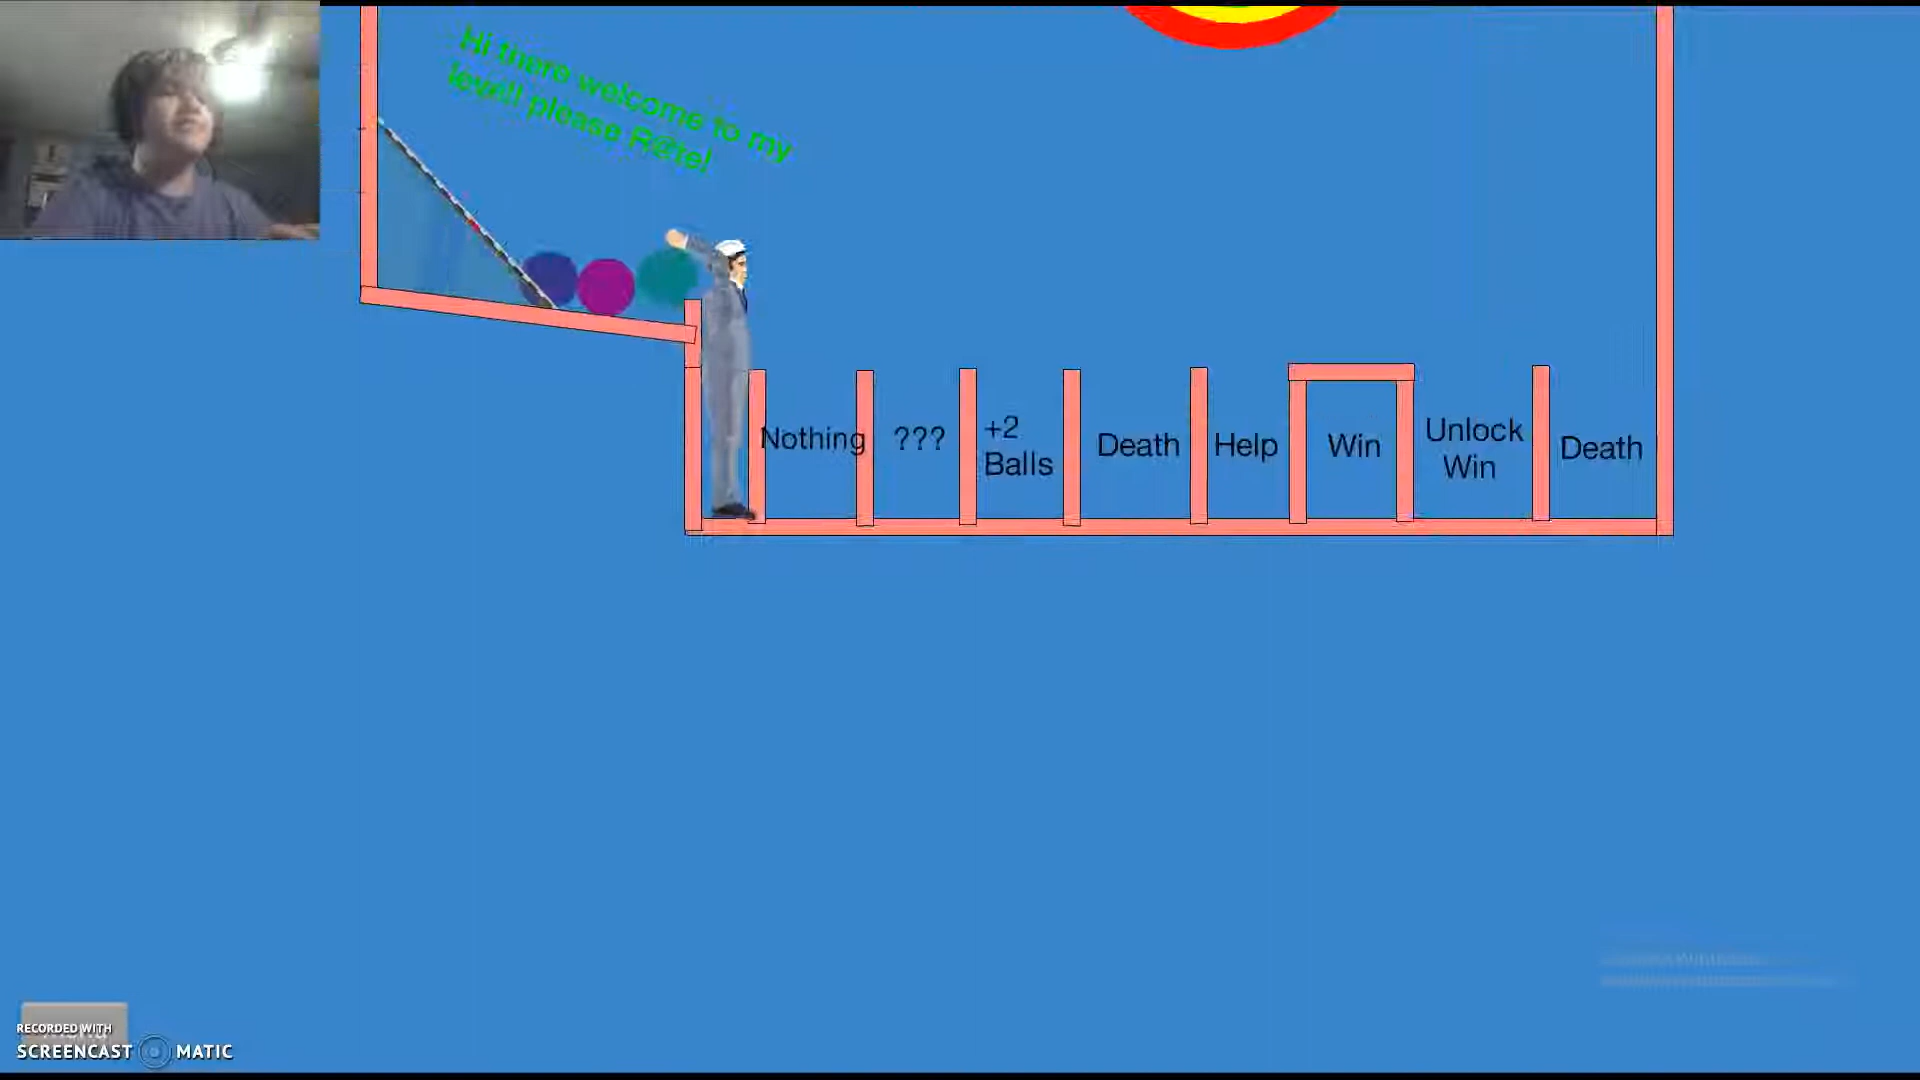 Hi there welcome to my
level! please R@te!
Nothing
???
+2
Balls
Death
Help
Win
Unlock
Win
Death
RECORDED WITH
SCREENCAST MATIC